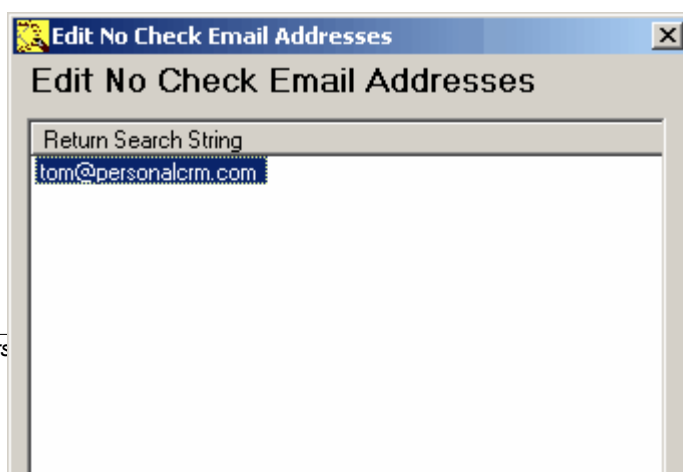 Edit No Check Email Addresses
Edit No Check Email Addresses
Return Search String
tom@personalcrm.com